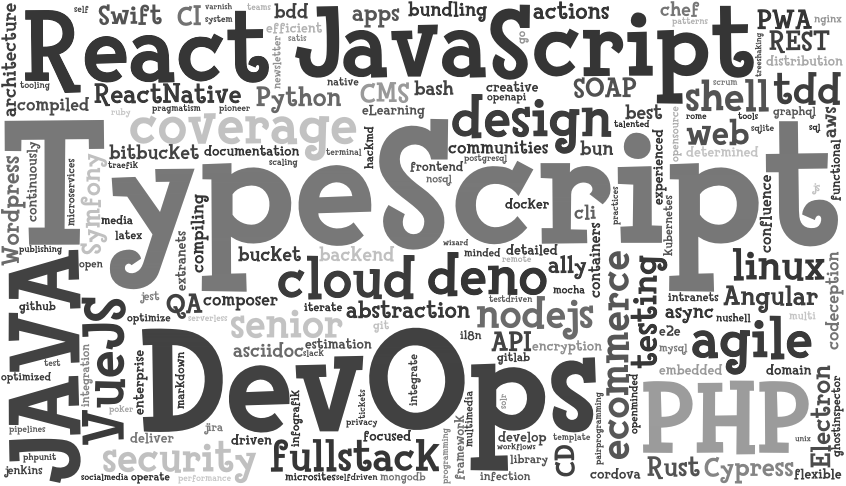 architecture
self
tooling
Swift
CI
varnish
system
teams
efficient
bdd
satis
newsletter
apps
bundling
actions
go
chef
patterns
PWA
nginx
REST
treeshaking
distribution
React
JavaScript
native
compiled
ReactNative
ruby
pragmatism
pioneer
Python
CMS
bash
eLearning
creative
openapi
SOAP
shell
scrum
tdd
coverage
design
talented
best
rome
tools
graphql
aws
opensource
web
sqlite
sql
determined
bitbucket
documentation
traefik
scaling
terminal
hackmd
communities
postgresql
bun
frontend
nosql
experienced
functional
js
Wordpress
continuously
microservices
Symfony
TypeScript
docker
cli
practices
kubernetes
confluence
media
latex
extranets
compiling
publishing
open
bucket
backend
wizard
minded
detailed
remote
ally
containers
linux
codeception
JAVA
github
jest
QA
composer
cloud
deno
testdriven
mocha
ecommerce
testing
intranets
Angular
optimize
serverless
iterate
abstraction
nodejs
async
nushell
multi
VueJS
senior
git
i18n
API
encryption
gitlab
e2e
mysql
agile
asciidoc
slack
estimation
test
optimized
integration
enterprise
markdown
DevOps
integrate
solr
embedded
domain
poker
infografik
tickets
privacy
multimedia
pairprogramming
openminded
PHP
Electron
ghostinspector
unix
pipelines
phpunit
jenkins
deliver
jira
driven
focused
programming
framework
develop
workflows
template
library
CD
security
fullstack
socialmedia
operate
performance
microsites
selfdriven
mongodb
infection
cordova
Rust
Cypress
flexible